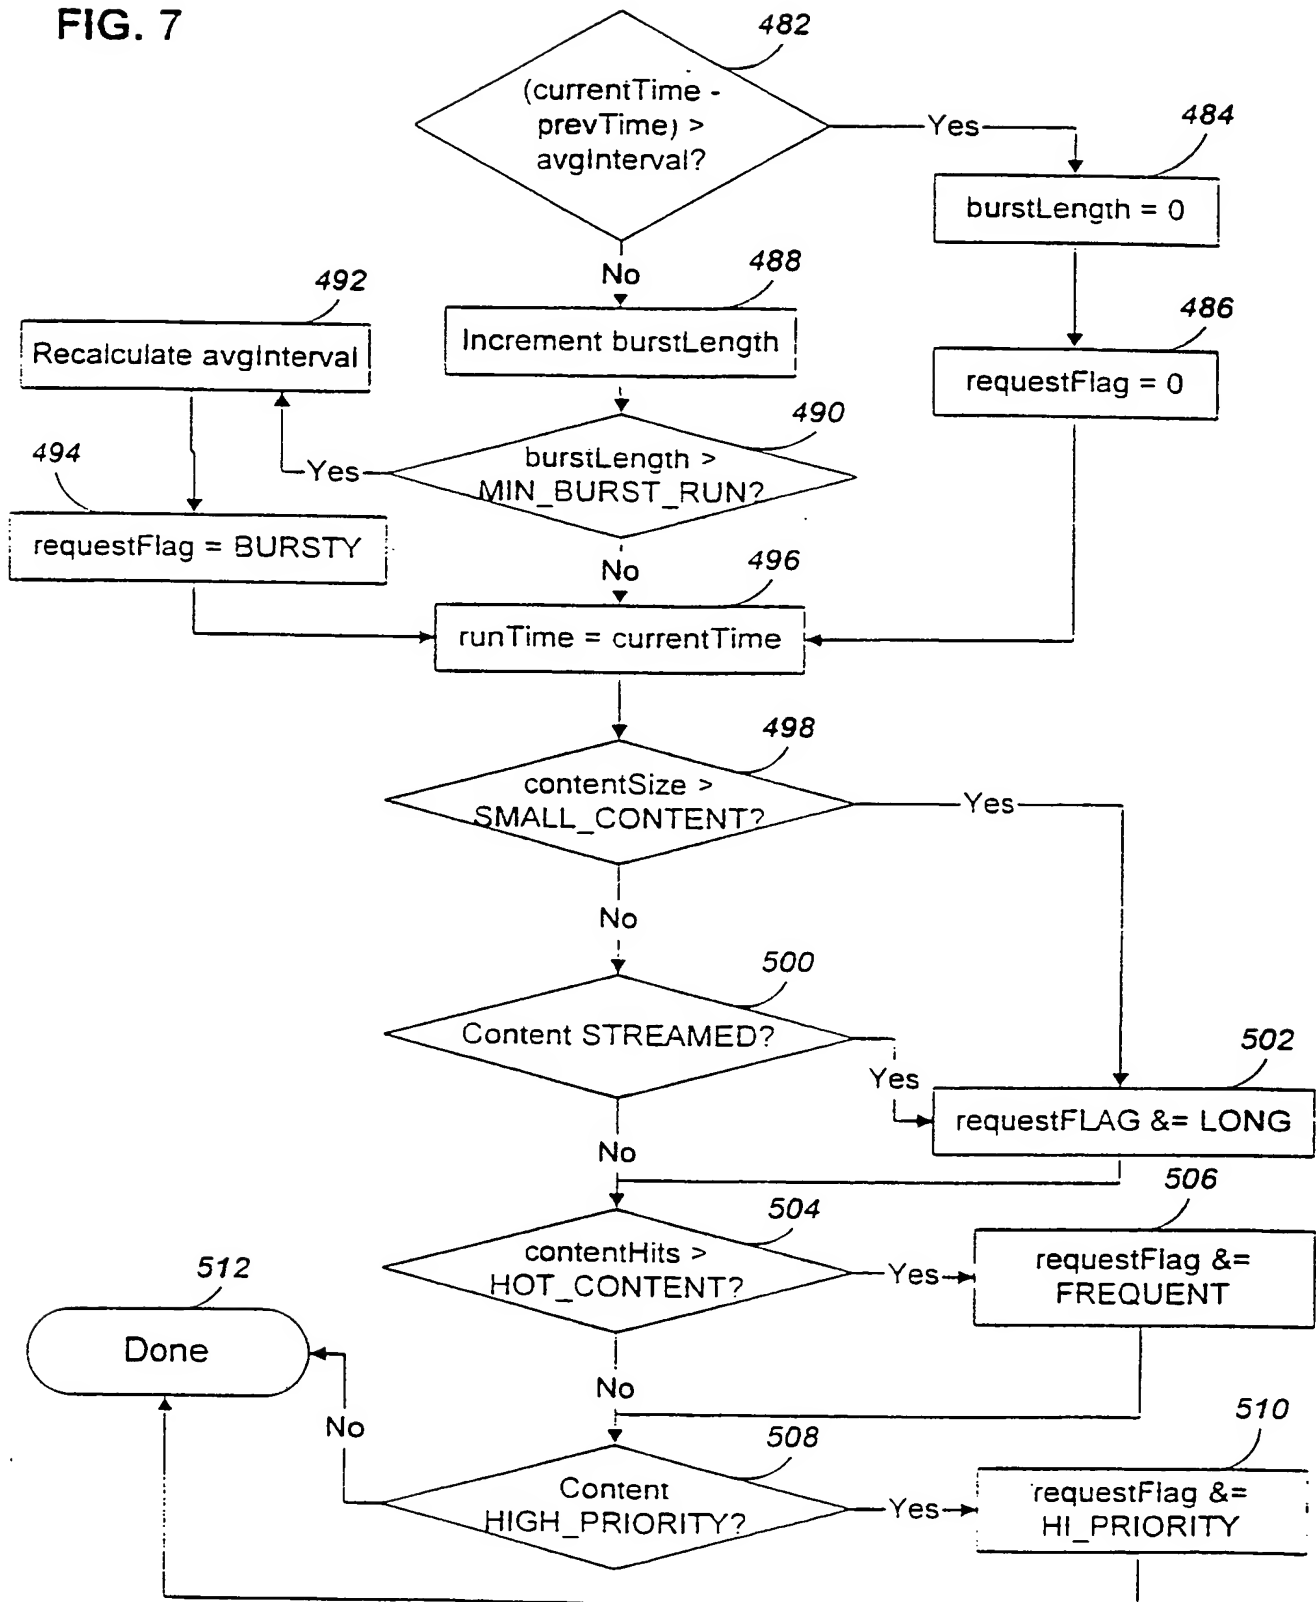 FIG. 7
482
(currentTime -
prevTime) >
avgInterval?
Yes
484
burstLength = 0
No
488
Increment burstLength
492
Recalculate avgInterval
486
requestFlag = 0
490
burstLength >
MIN_BURST_RUN?
Yes
494
requestFlag = BURSTY
No
496
runTime = currentTime
498
contentSize >
SMALL_CONTENT?
Yes
No
500
Content STREAMED?
Yes
502
requestFLAG &= LONG
No
504
contentHits >
HOT_CONTENT?
Yes
506
requestFlag &=
FREQUENT
512
Done
No
No
508
Content
HIGH_PRIORITY?
Yes
510
requestFlag &=
HI_PRIORITY